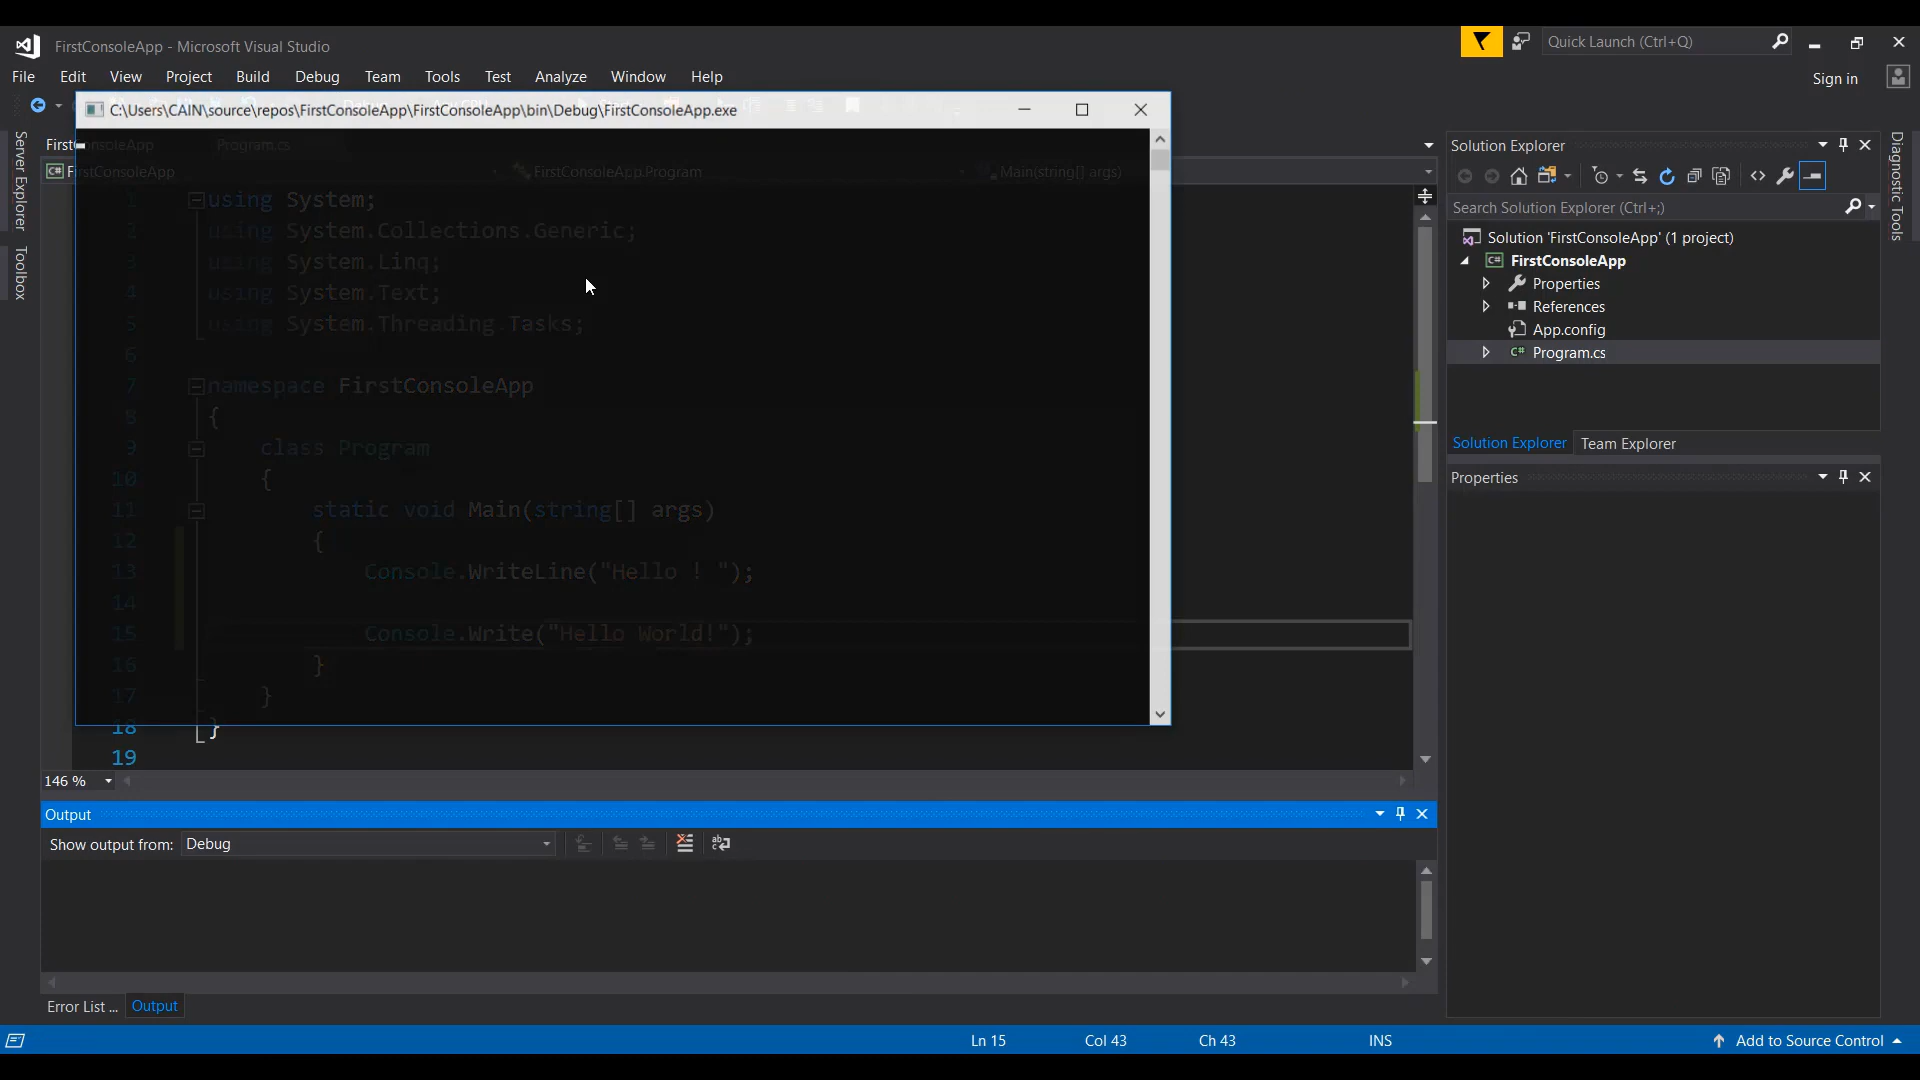 FirstConsoleApp - Microsoft Visual Studio
Quick Launch (Ctrl+Q)
File Edit View Project Build Debug Team Tools Test Analyze Window Help
Sign in
C:\Users\CAIN\source\repos\FirstConsoleApp\FirstConsoleApp\bin\Debug\FirstConsoleApp.exe
FirstConsoleApp Program.cs
FirstConsoleApp FirstConsoleApp.Program Main(string[] args)
Server Explorer
Toolbox
1 using System;
2 using System.Collections.Generic;
3 using System.Linq;
4 using System.Text;
5 using System.Threading.Tasks;
6
7 namespace FirstConsoleApp
8 {
9 class Program
10 {
11 static void Main(string[] args)
12 {
13 Console.WriteLine("Hello ! ");
14
15 Console.Write("Hello World!");
16 }
17 }
18 }
19
146 %
Output
Show output from: Debug
Error List ... Output
Solution Explorer
Search Solution Explorer (Ctrl+;)
Solution 'FirstConsoleApp' (1 project)
C# FirstConsoleApp
Properties
References
App.config
C# Program.cs
Solution Explorer Team Explorer
Properties
Diagnostic Tools
Ln 15 Col 43 Ch 43 INS Add to Source Control